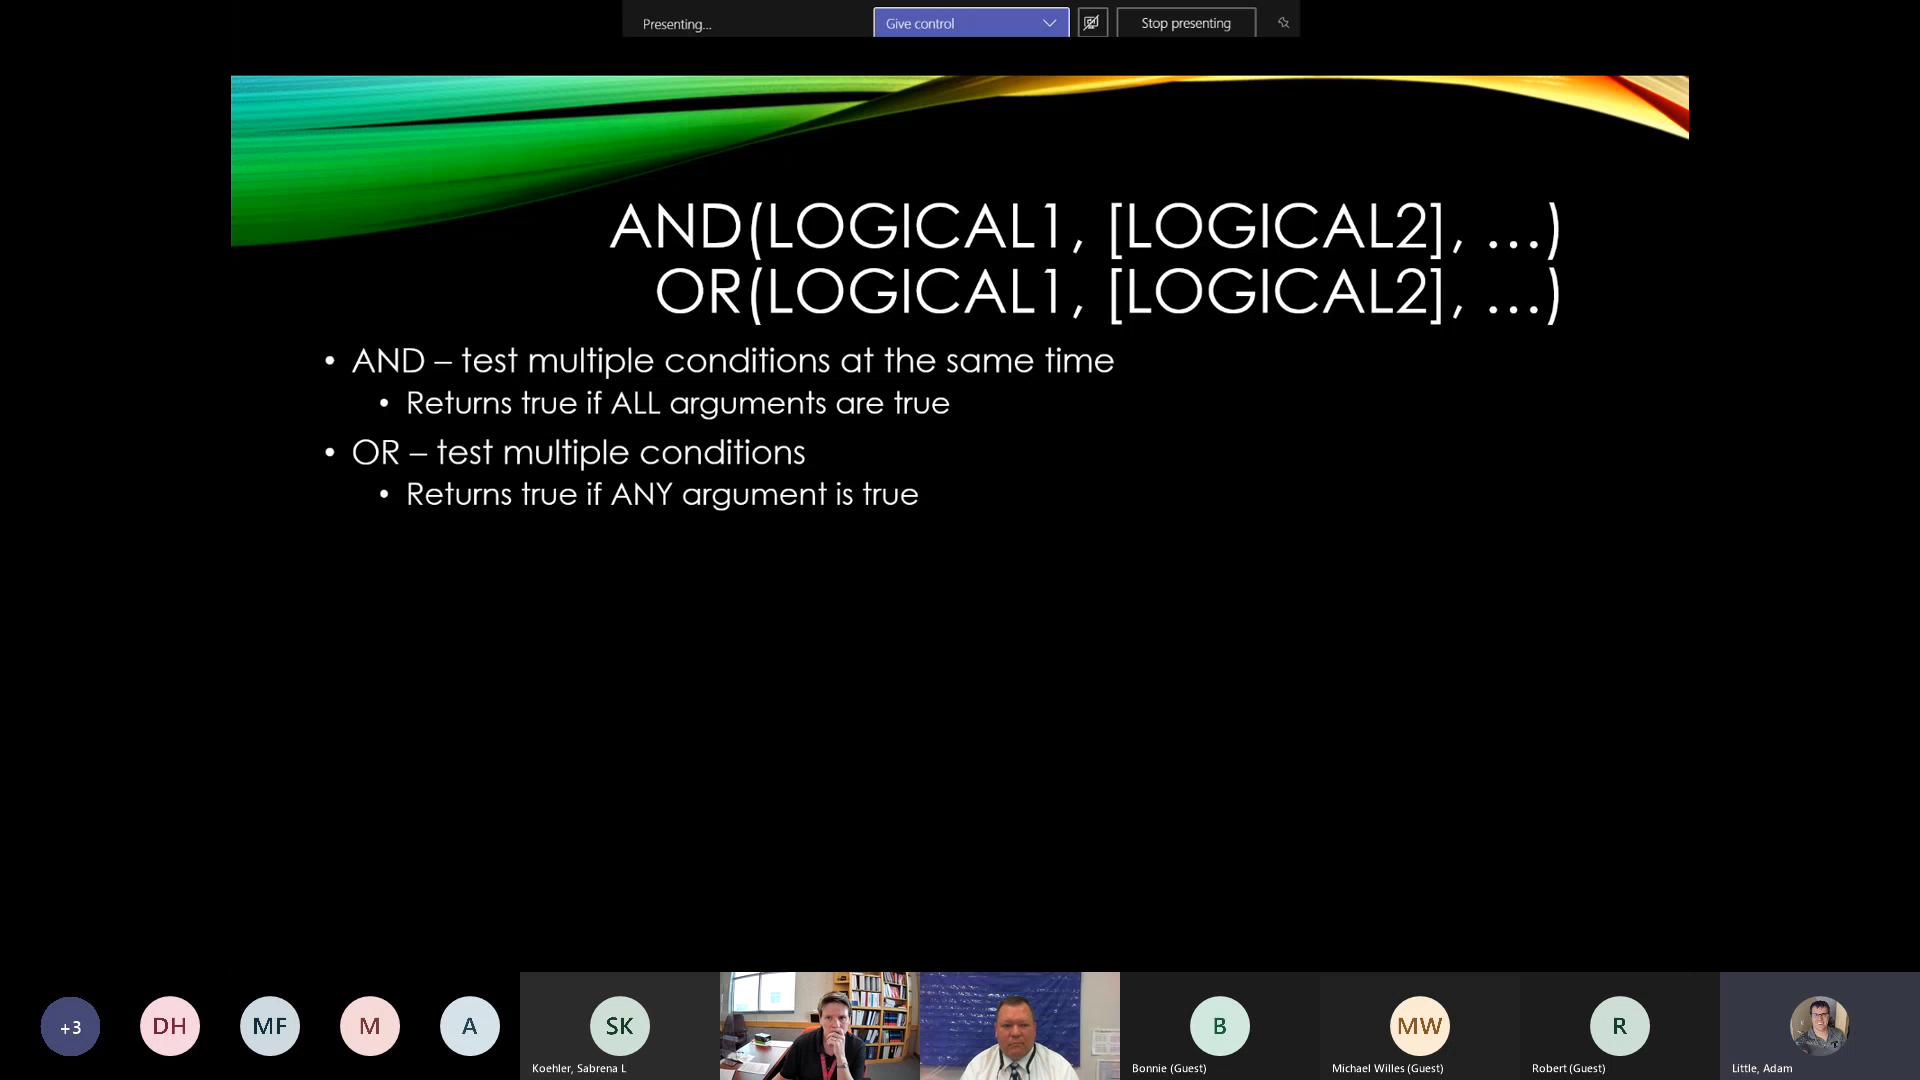 Presenting...
Give control
Stop presenting
AND(LOGICAL1, [LOGICAL2], ...)
OR(LOGICAL1, [LOGICAL2], ...)
• AND – test multiple conditions at the same time
• Returns true if ALL arguments are true
• OR – test multiple conditions
• Returns true if ANY argument is true
+3
DH
MF
M
A
SK
B
MW
R
Koehler, Sabrena L
Bonnie (Guest)
Michael Willes (Guest)
Robert (Guest)
Little, Adam